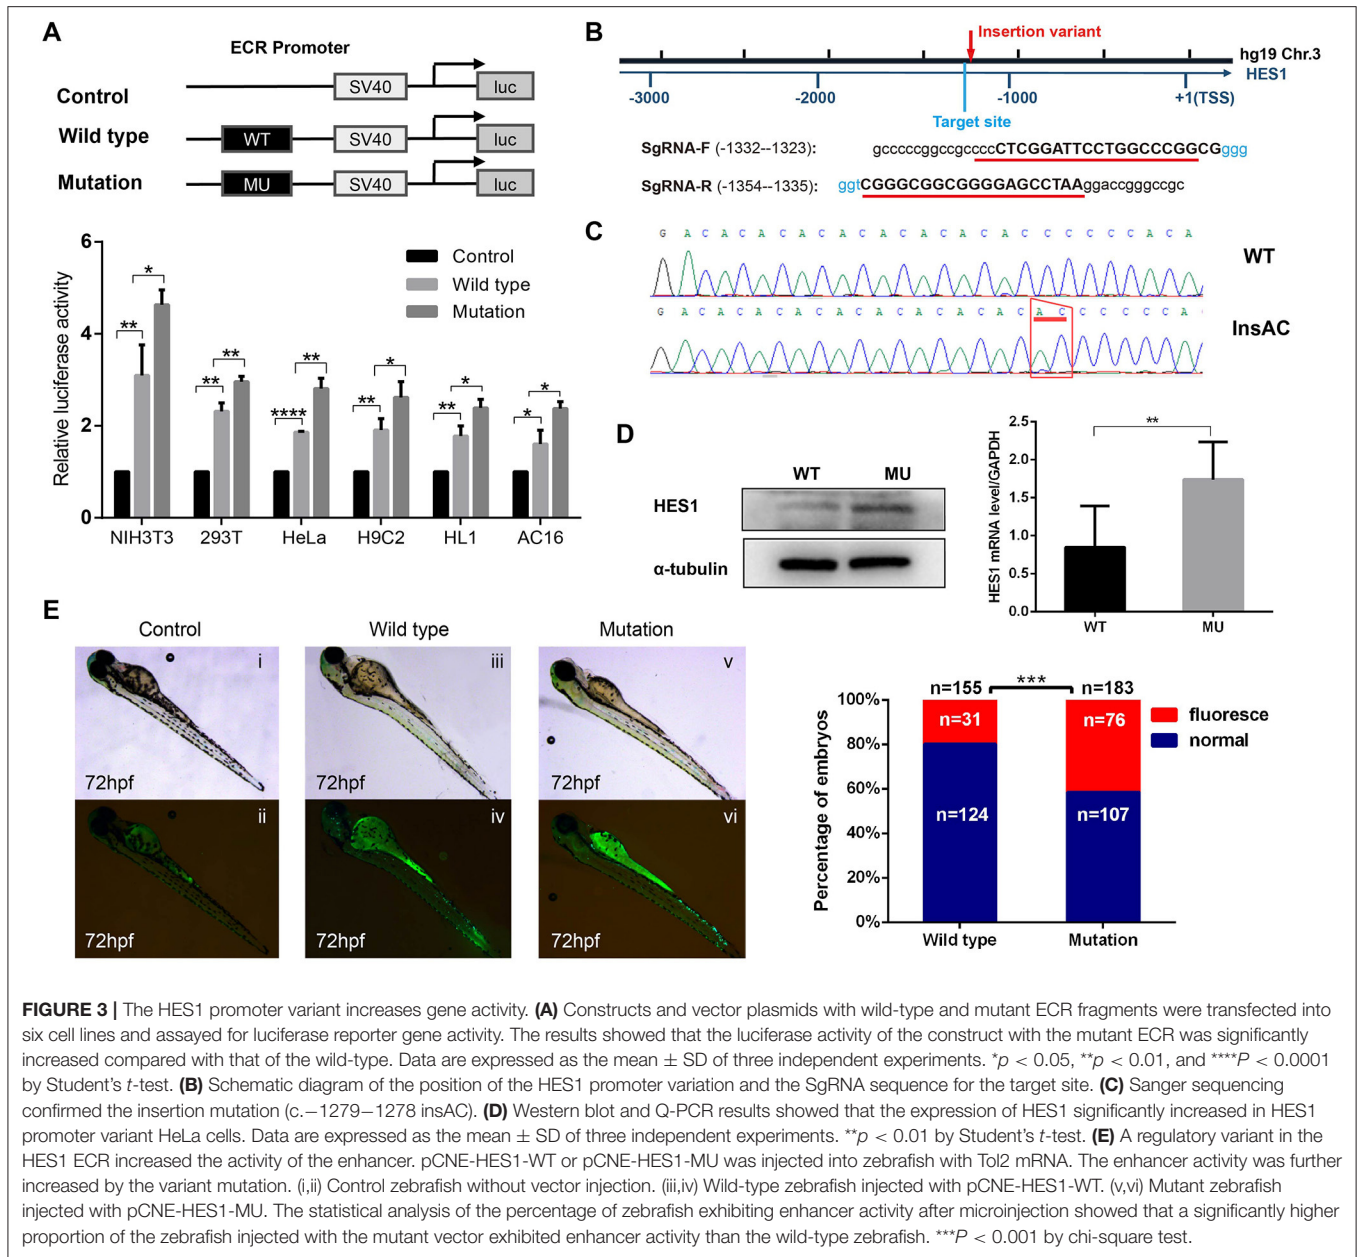 A
ECR Promoter
Control
SV40
luc
Wild type
WT
SV40
luc
Mutation
MU
SV40
luc
6
4
2
0
Relative luciferase activity
Control
Wild type
Mutation
*
**
**
**
****
**
**
*
**
*
*
*
NIH3T3
293T
HeLa
H9C2
HL1
AC16
B
Insertion variant
hg19 Chr.3
HES1
-3000
-2000
-1000
+1(TSS)
Target site
SgRNA-F (-1332--1323):
gcccccggccgccccCTCGGATTCCTGGCCCGGCGggg
SgRNA-R (-1354--1335):
ggtCGGGCGGCGGGGAGCCTAAggaccgggccgc
C
G A C A C A C A C A C A C A C A C C C C C A C A
WT
G A C A C A C A C A C A C A C A C A C C C C C C A
InsAC
D
WT
MU
HES1
α-tubulin
HES1 mRNA level/GAPDH
2.5
2.0
1.5
1.0
0.5
0.0
**
WT
MU
E
Control
Wild type
Mutation
i
iii
v
72hpf
72hpf
72hpf
ii
iv
vi
72hpf
72hpf
72hpf
Percentage of embryos
100%
80%
60%
40%
20%
0%
n=155
***
n=183
n=31
n=76
n=124
n=107
fluoresce
normal
Wild type
Mutation
FIGURE 3 | The HES1 promoter variant increases gene activity. (A) Constructs and vector plasmids with wild-type and mutant ECR fragments were transfected into
six cell lines and assayed for luciferase reporter gene activity. The results showed that the luciferase activity of the construct with the mutant ECR was significantly
increased compared with that of the wild-type. Data are expressed as the mean ± SD of three independent experiments. *p < 0.05, **p < 0.01, and ****P < 0.0001
by Student's t-test. (B) Schematic diagram of the position of the HES1 promoter variation and the SgRNA sequence for the target site. (C) Sanger sequencing
confirmed the insertion mutation (c.−1279−1278 insAC). (D) Western blot and Q-PCR results showed that the expression of HES1 significantly increased in HES1
promoter variant HeLa cells. Data are expressed as the mean ± SD of three independent experiments. **p < 0.01 by Student's t-test. (E) A regulatory variant in the
HES1 ECR increased the activity of the enhancer. pCNE-HES1-WT or pCNE-HES1-MU was injected into zebrafish with Tol2 mRNA. The enhancer activity was further
increased by the variant mutation. (i,ii) Control zebrafish without vector injection. (iii,iv) Wild-type zebrafish injected with pCNE-HES1-WT. (v,vi) Mutant zebrafish
injected with pCNE-HES1-MU. The statistical analysis of the percentage of zebrafish exhibiting enhancer activity after microinjection showed that a significantly higher
proportion of the zebrafish injected with the mutant vector exhibited enhancer activity than the wild-type zebrafish. ***P < 0.001 by chi-square test.